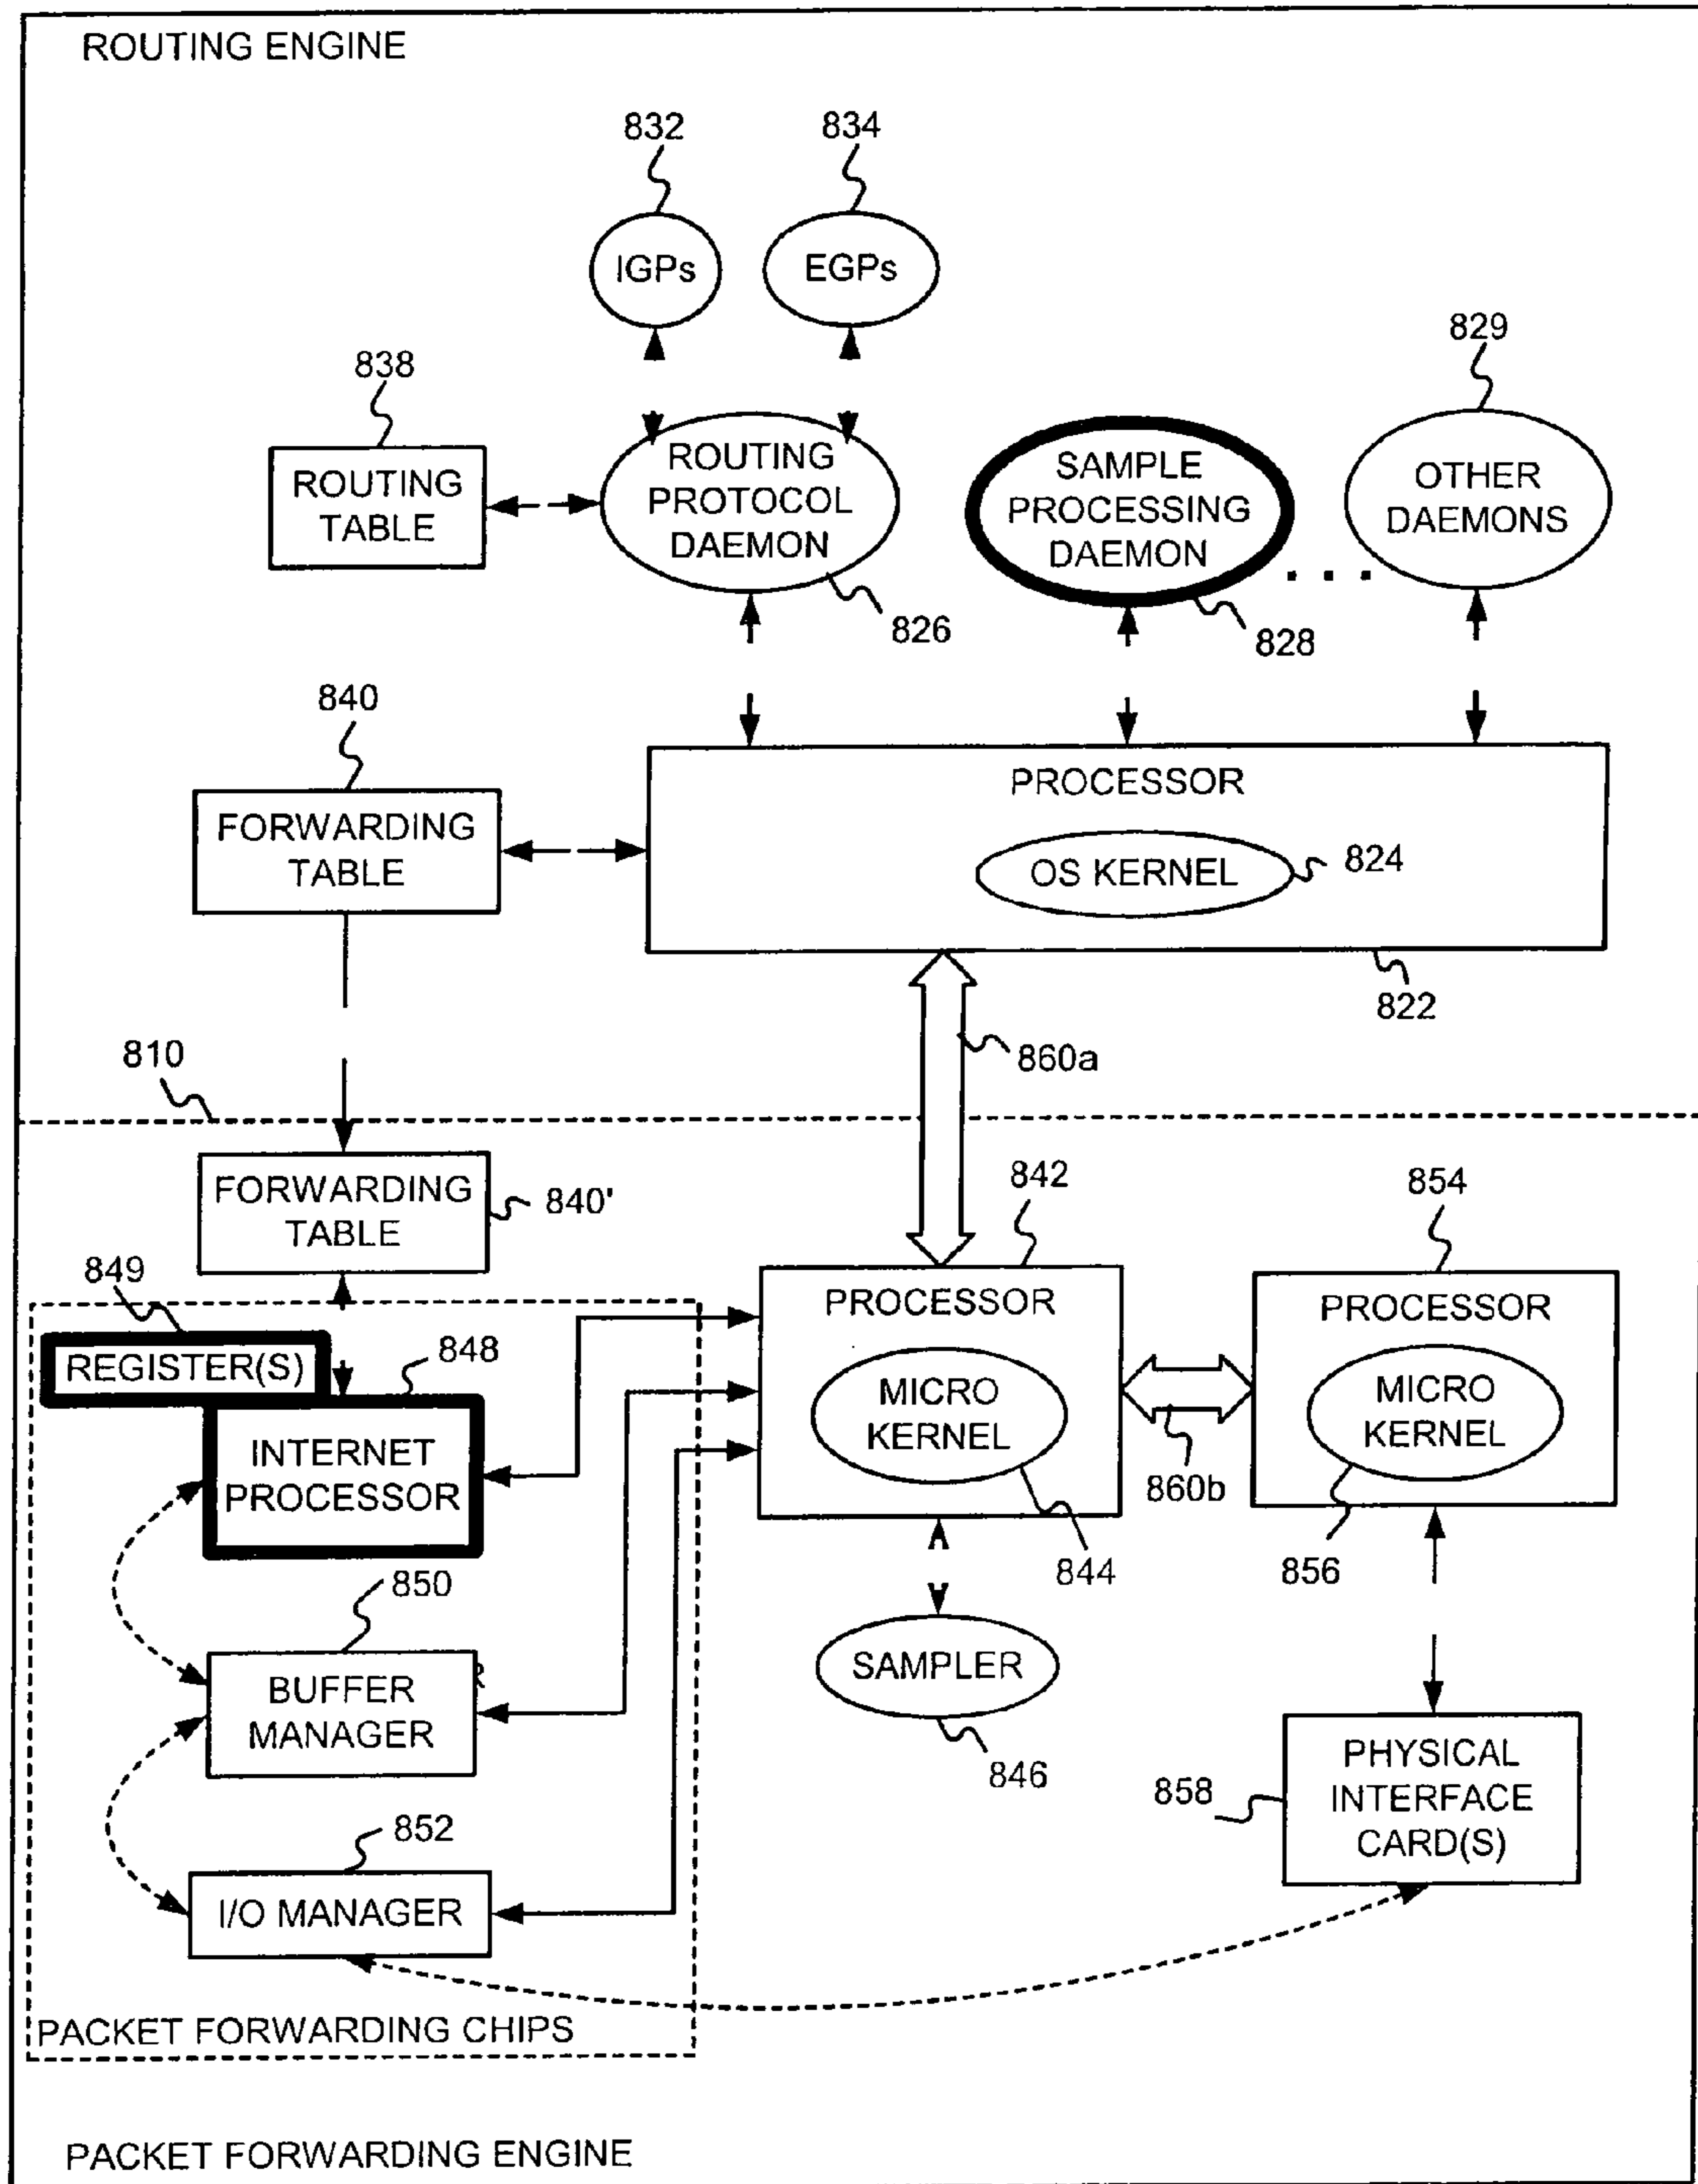 ROUTING ENGINE
832
834
IGPs
EGPs
829
838
ROUTING
TABLE
ROUTING
PROTOCOL
DAEMON
SAMPLE
PROCESSING
DAEMON
. . .
OTHER
DAEMONS
826
828
840
FORWARDING
TABLE
PROCESSOR
OS KERNEL
824
822
860a
810
FORWARDING
TABLE
840'
842
854
849
REGISTER(S)
848
INTERNET
PROCESSOR
PROCESSOR
MICRO
KERNEL
PROCESSOR
MICRO
KERNEL
860b
844
856
850
BUFFER
MANAGER
SAMPLER
846
858
PHYSICAL
INTERFACE
CARD(S)
852
I/O MANAGER
PACKET FORWARDING CHIPS
PACKET FORWARDING ENGINE